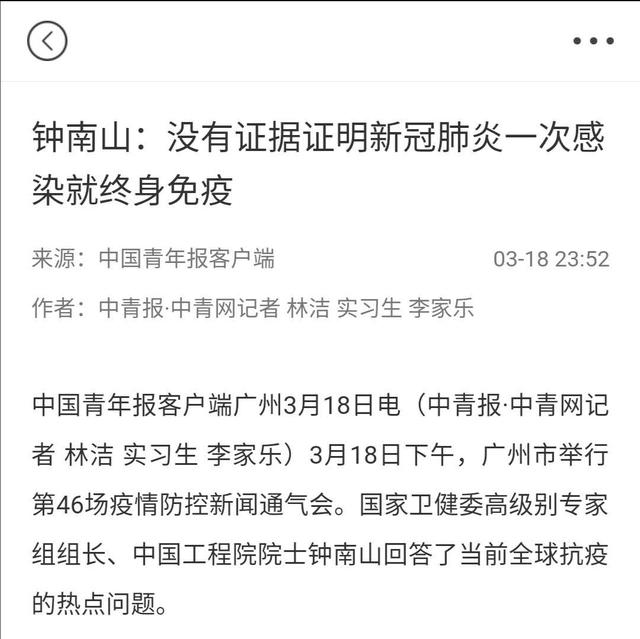 钟南山：没有证据证明新冠肺炎一次感
染就终身免疫
来源：中国青年报客户端 03-18 23:52
作者：中青报·中青网记者 林洁 实习生 李家乐
中国青年报客户端广州3月18日电（中青报·中青网记
者 林洁 实习生 李家乐）3月18日下午，广州市举行
第46场疫情防控新闻通气会。国家卫健委高级别专家
组组长、中国工程院院士钟南山回答了当前全球抗疫
的热点问题。